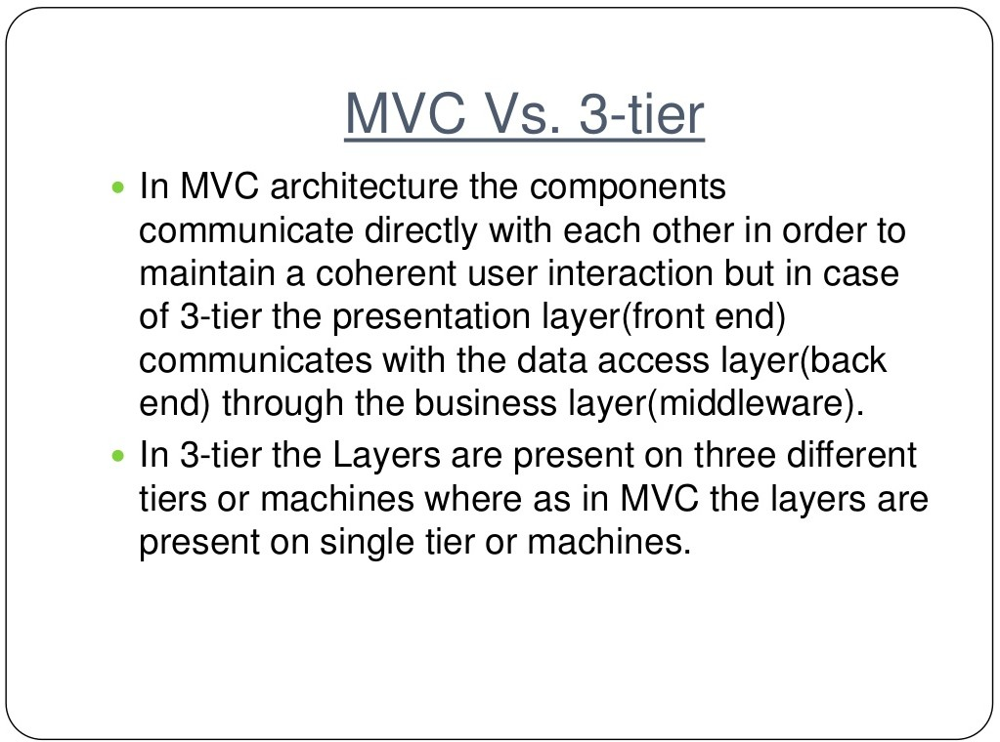 MVC Vs. 3-tier
In MVC architecture the components
communicate directly with each other in order to
maintain a coherent user interaction but in case
of 3-tier the presentation layer(front end)
communicates with the data access layer(back
end) through the business layer(middleware).
In 3-tier the Layers are present on three different
tiers or machines where as in MVC the layers are
present on single tier or machines.